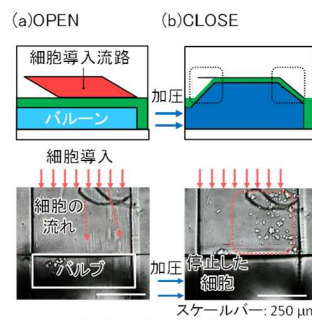 (a)OPEN
(b)CLOSE
細胞導入流路
バルーン
加圧
細胞導入
細胞の
流れ
バルブ
加圧
停止した
細胞
スケールバー: 250 μm